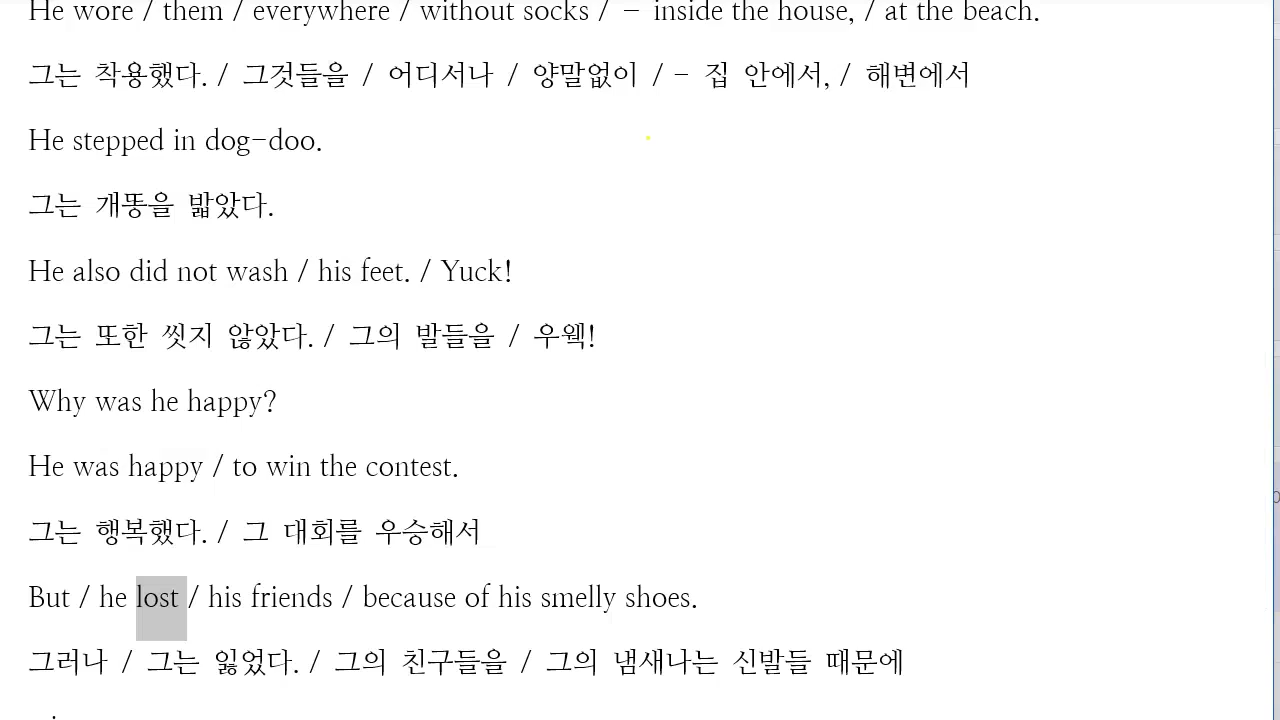 He wore / them / everywhere / without socks / - inside the house, / at the beach.
그는 착용했다. / 그것들을 / 어디서나 / 양말없이 / - 집 안에서, / 해변에서
He stepped in dog-doo.
그는 개똥을 밟았다.
He also did not wash / his feet. / Yuck!
그는 또한 씻지 않았다. / 그의 발들을 / 우웩!
Why was he happy?
He was happy / to win the contest.
그는 행복했다. / 그 대회를 우승해서
But / he lost / his friends / because of his smelly shoes.
그러나 / 그는 잃었다. / 그의 친구들을 / 그의 냄새나는 신발들 때문에